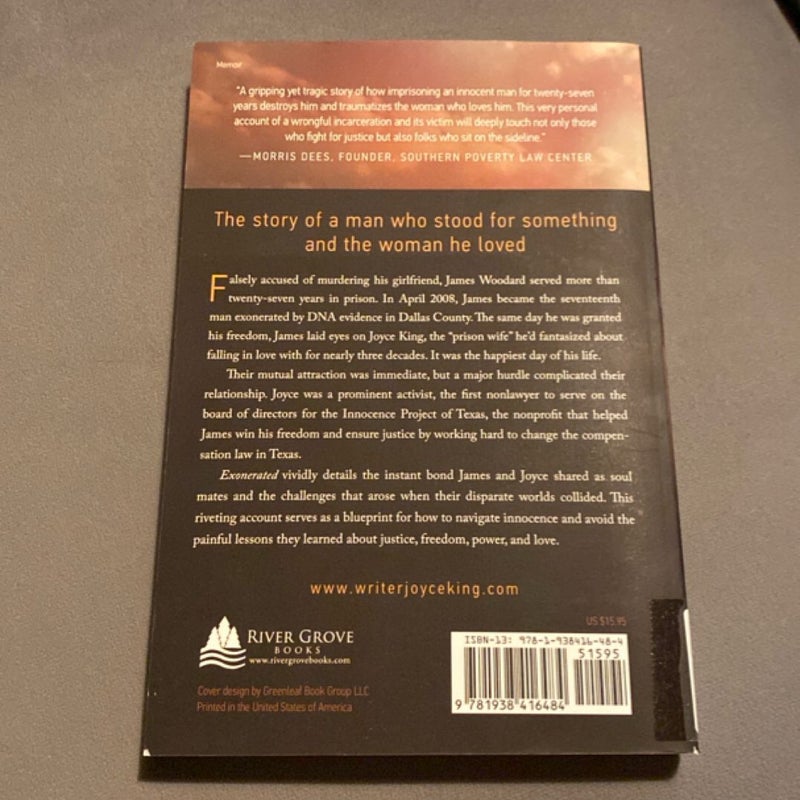 Memoir
"A gripping yet tragic story of how imprisoning an innocent man for twenty-seven
years destroys him and traumatizes the woman who loves him. This very personal
account of a wrongful incarceration and its victim will deeply touch not only those
who fight for justice but also folks who sit on the sideline."
—MORRIS DEES, FOUNDER, SOUTHERN POVERTY LAW CENTER
The story of a man who stood for something
and the woman he loved
Falsely accused of murdering his girlfriend, James Woodard served more than
twenty-seven years in prison. In April 2008, James became the seventeenth
man exonerated by DNA evidence in Dallas County. The same day he was granted
his freedom, James laid eyes on Joyce King, the "prison wife" he'd fantasized about
falling in love with for nearly three decades. It was the happiest day of his life.
Their mutual attraction was immediate, but a major hurdle complicated their
relationship. Joyce was a prominent activist, the first nonlawyer to serve on the
board of directors for the Innocence Project of Texas, the nonprofit that helped
James win his freedom and ensure justice by working hard to change the compen-
sation law in Texas.
Exonerated vividly details the instant bond James and Joyce shared as soul
mates and the challenges that arose when their disparate worlds collided. This
riveting account serves as a blueprint for how to navigate innocence and avoid the
painful lessons they learned about justice, freedom, power, and love.
www.writerjoyceking.com
RIVER GROVE
BOOKS
www.rivergrovebooks.com
Cover design by Greenleaf Book Group LLC
Printed in the United States of America
US $15.95
ISBN-13: 978-1-938416-48-4
51595
9 781938 416484